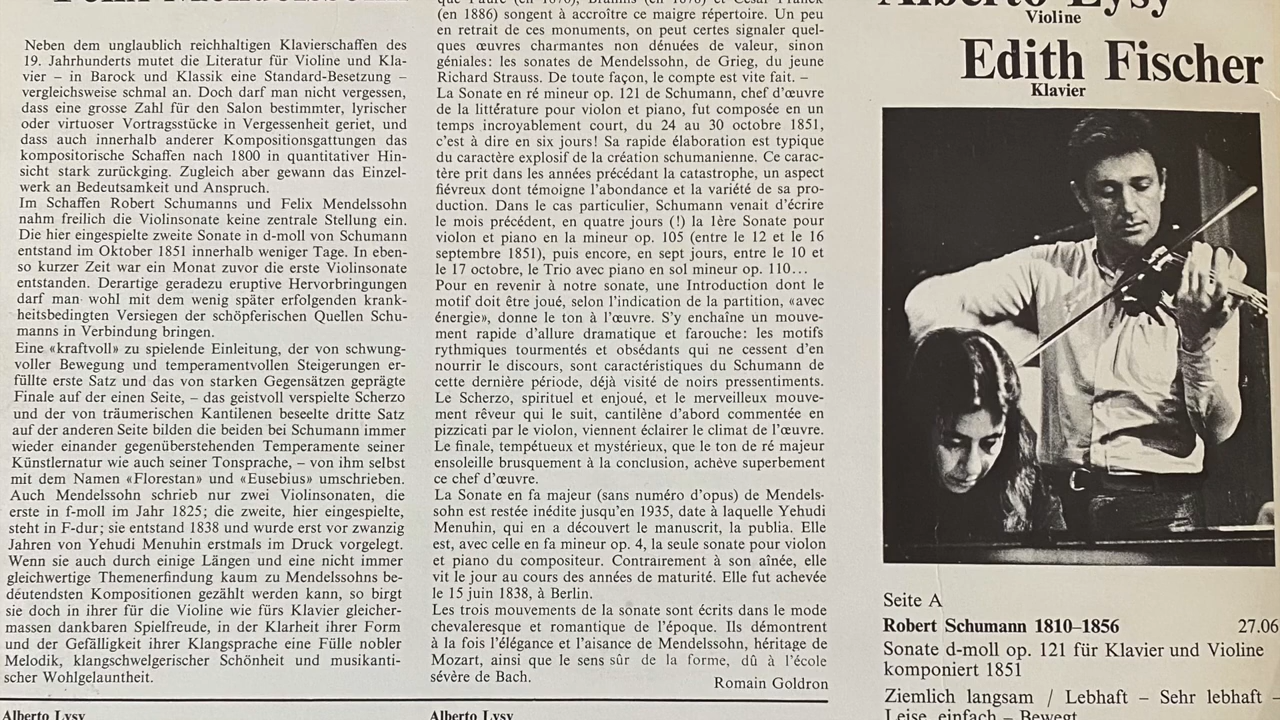 Neben dem unglaublich reichhaltigen Klavierschaffen des
19. Jahrhunderts mutet die Literatur für Violine und Kla-
vier – in Barock und Klassik eine Standard-Besetzung –
vergleichsweise schmal an. Doch darf man nicht vergessen,
dass eine grosse Zahl für den Salon bestimmter, lyrischer
oder virtuoser Vortragsstücke in Vergessenheit geriet, und
dass auch innerhalb anderer Kompositionsgattungen das
kompositorische Schaffen nach 1800 in quantitativer Hin-
sicht stark zurückging. Zugleich aber gewann das Einzel-
werk an Bedeutsamkeit und Anspruch.
Im Schaffen Robert Schumanns und Felix Mendelssohn
nahm freilich die Violinsonate keine zentrale Stellung ein.
Die hier eingespielte zweite Sonate in d-moll von Schumann
entstand im Oktober 1851 innerhalb weniger Tage. In eben-
so kurzer Zeit war ein Monat zuvor die erste Violinsonate
entstanden. Derartige geradezu eruptive Hervorbringungen
darf man wohl mit dem wenig später erfolgenden krank-
heitsbedingten Versiegen der schöpferischen Quellen Schu-
manns in Verbindung bringen.
Eine «kraftvoll» zu spielende Einleitung, der von schwung-
voller Bewegung und temperamentvollen Steigerungen er-
füllte erste Satz und das von starken Gegensätzen geprägte
Finale auf der einen Seite, – das geistvoll verspielte Scherzo
und der von träumerischen Kantilenen beseelte dritte Satz
auf der anderen Seite bilden die beiden bei Schumann immer
wieder einander gegenüberstehenden Temperamente seiner
Künstlernatur wie auch seiner Tonsprache, – von ihm selbst
mit dem Namen «Florestan» und «Eusebius» umschrieben.
Auch Mendelssohn schrieb nur zwei Violinsonaten, die
erste in f-moll im Jahr 1825; die zweite, hier eingespielte,
steht in F-dur; sie entstand 1838 und wurde erst vor zwanzig
Jahren von Yehudi Menuhin erstmals im Druck vorgelegt.
Wenn sie auch durch einige Längen und eine nicht immer
gleichwertige Themenerfindung kaum zu Mendelssohns be-
deutendsten Kompositionen gezählt werden kann, so birgt
sie doch in ihrer für die Violine wie fürs Klavier gleicher-
massen dankbaren Spielfreude, in der Klarheit ihrer Form
und der Gefälligkeit ihrer Klangsprache eine Fülle nobler
Melodik, klangschwelgerischer Schönheit und musikanti-
scher Wohlgelauntheit.
Alberto Lysy
(en 1886) songent à accroître ce maigre répertoire. Un peu
en retrait de ces monuments, on peut certes signaler quel-
ques œuvres charmantes non dénuées de valeur, sinon
géniales: les sonates de Mendelssohn, de Grieg, du jeune
Richard Strauss. De toute façon, le compte est vite fait. –
La Sonate en ré mineur op. 121 de Schumann, chef d'œuvre
de la littérature pour violon et piano, fut composée en un
temps incroyablement court, du 24 au 30 octobre 1851,
c'est à dire en six jours! Sa rapide élaboration est typique
du caractère explosif de la création schumanienne. Ce carac-
tère prit dans les années précédant la catastrophe, un aspect
fiévreux dont témoigne l'abondance et la variété de sa pro-
duction. Dans le cas particulier, Schumann venait d'écrire
le mois précédent, en quatre jours (!) la 1ère Sonate pour
violon et piano en la mineur op. 105 (entre le 12 et le 16
septembre 1851), puis encore, en sept jours, entre le 10 et
le 17 octobre, le Trio avec piano en sol mineur op. 110...
Pour en revenir à notre sonate, une Introduction dont le
motif doit être joué, selon l'indication de la partition, «avec
énergie», donne le ton à l'œuvre. S'y enchaîne un mouve-
ment rapide d'allure dramatique et farouche: les motifs
rythmiques tourmentés et obsédants qui ne cessent d'en
nourrir le discours, sont caractéristiques du Schumann de
cette dernière période, déjà visité de noirs pressentiments.
Le Scherzo, spirituel et enjoué, et le merveilleux mouve-
ment rêveur qui le suit, cantilène d'abord commentée en
pizzicati par le violon, viennent éclairer le climat de l'œuvre.
Le finale, tempétueux et mystérieux, que le ton de ré majeur
ensoleille brusquement à la conclusion, achève superbement
ce chef d'œuvre.
La Sonate en fa majeur (sans numéro d'opus) de Mendels-
sohn est restée inédite jusqu'en 1935, date à laquelle Yehudi
Menuhin, qui en a découvert le manuscrit, la publia. Elle
est, avec celle en fa mineur op. 4, la seule sonate pour violon
et piano du compositeur. Contrairement à son aînée, elle
vit le jour au cours des années de maturité. Elle fut achevée
le 15 juin 1838, à Berlin.
Les trois mouvements de la sonate sont écrits dans le mode
chevaleresque et romantique de l'époque. Ils démontrent
à la fois l'élégance et l'aisance de Mendelssohn, héritage de
Mozart, ainsi que le sens sûr de la forme, dû à l'école
sévère de Bach.
Romain Goldron
Alberto Lysy
Alberto Lysy
Violine
Edith Fischer
Klavier
Seite A
Robert Schumann 1810–1856 27.06
Sonate d-moll op. 121 für Klavier und Violine
komponiert 1851
Ziemlich langsam / Lebhaft – Sehr lebhaft –
Leise, einfach – Bewegt